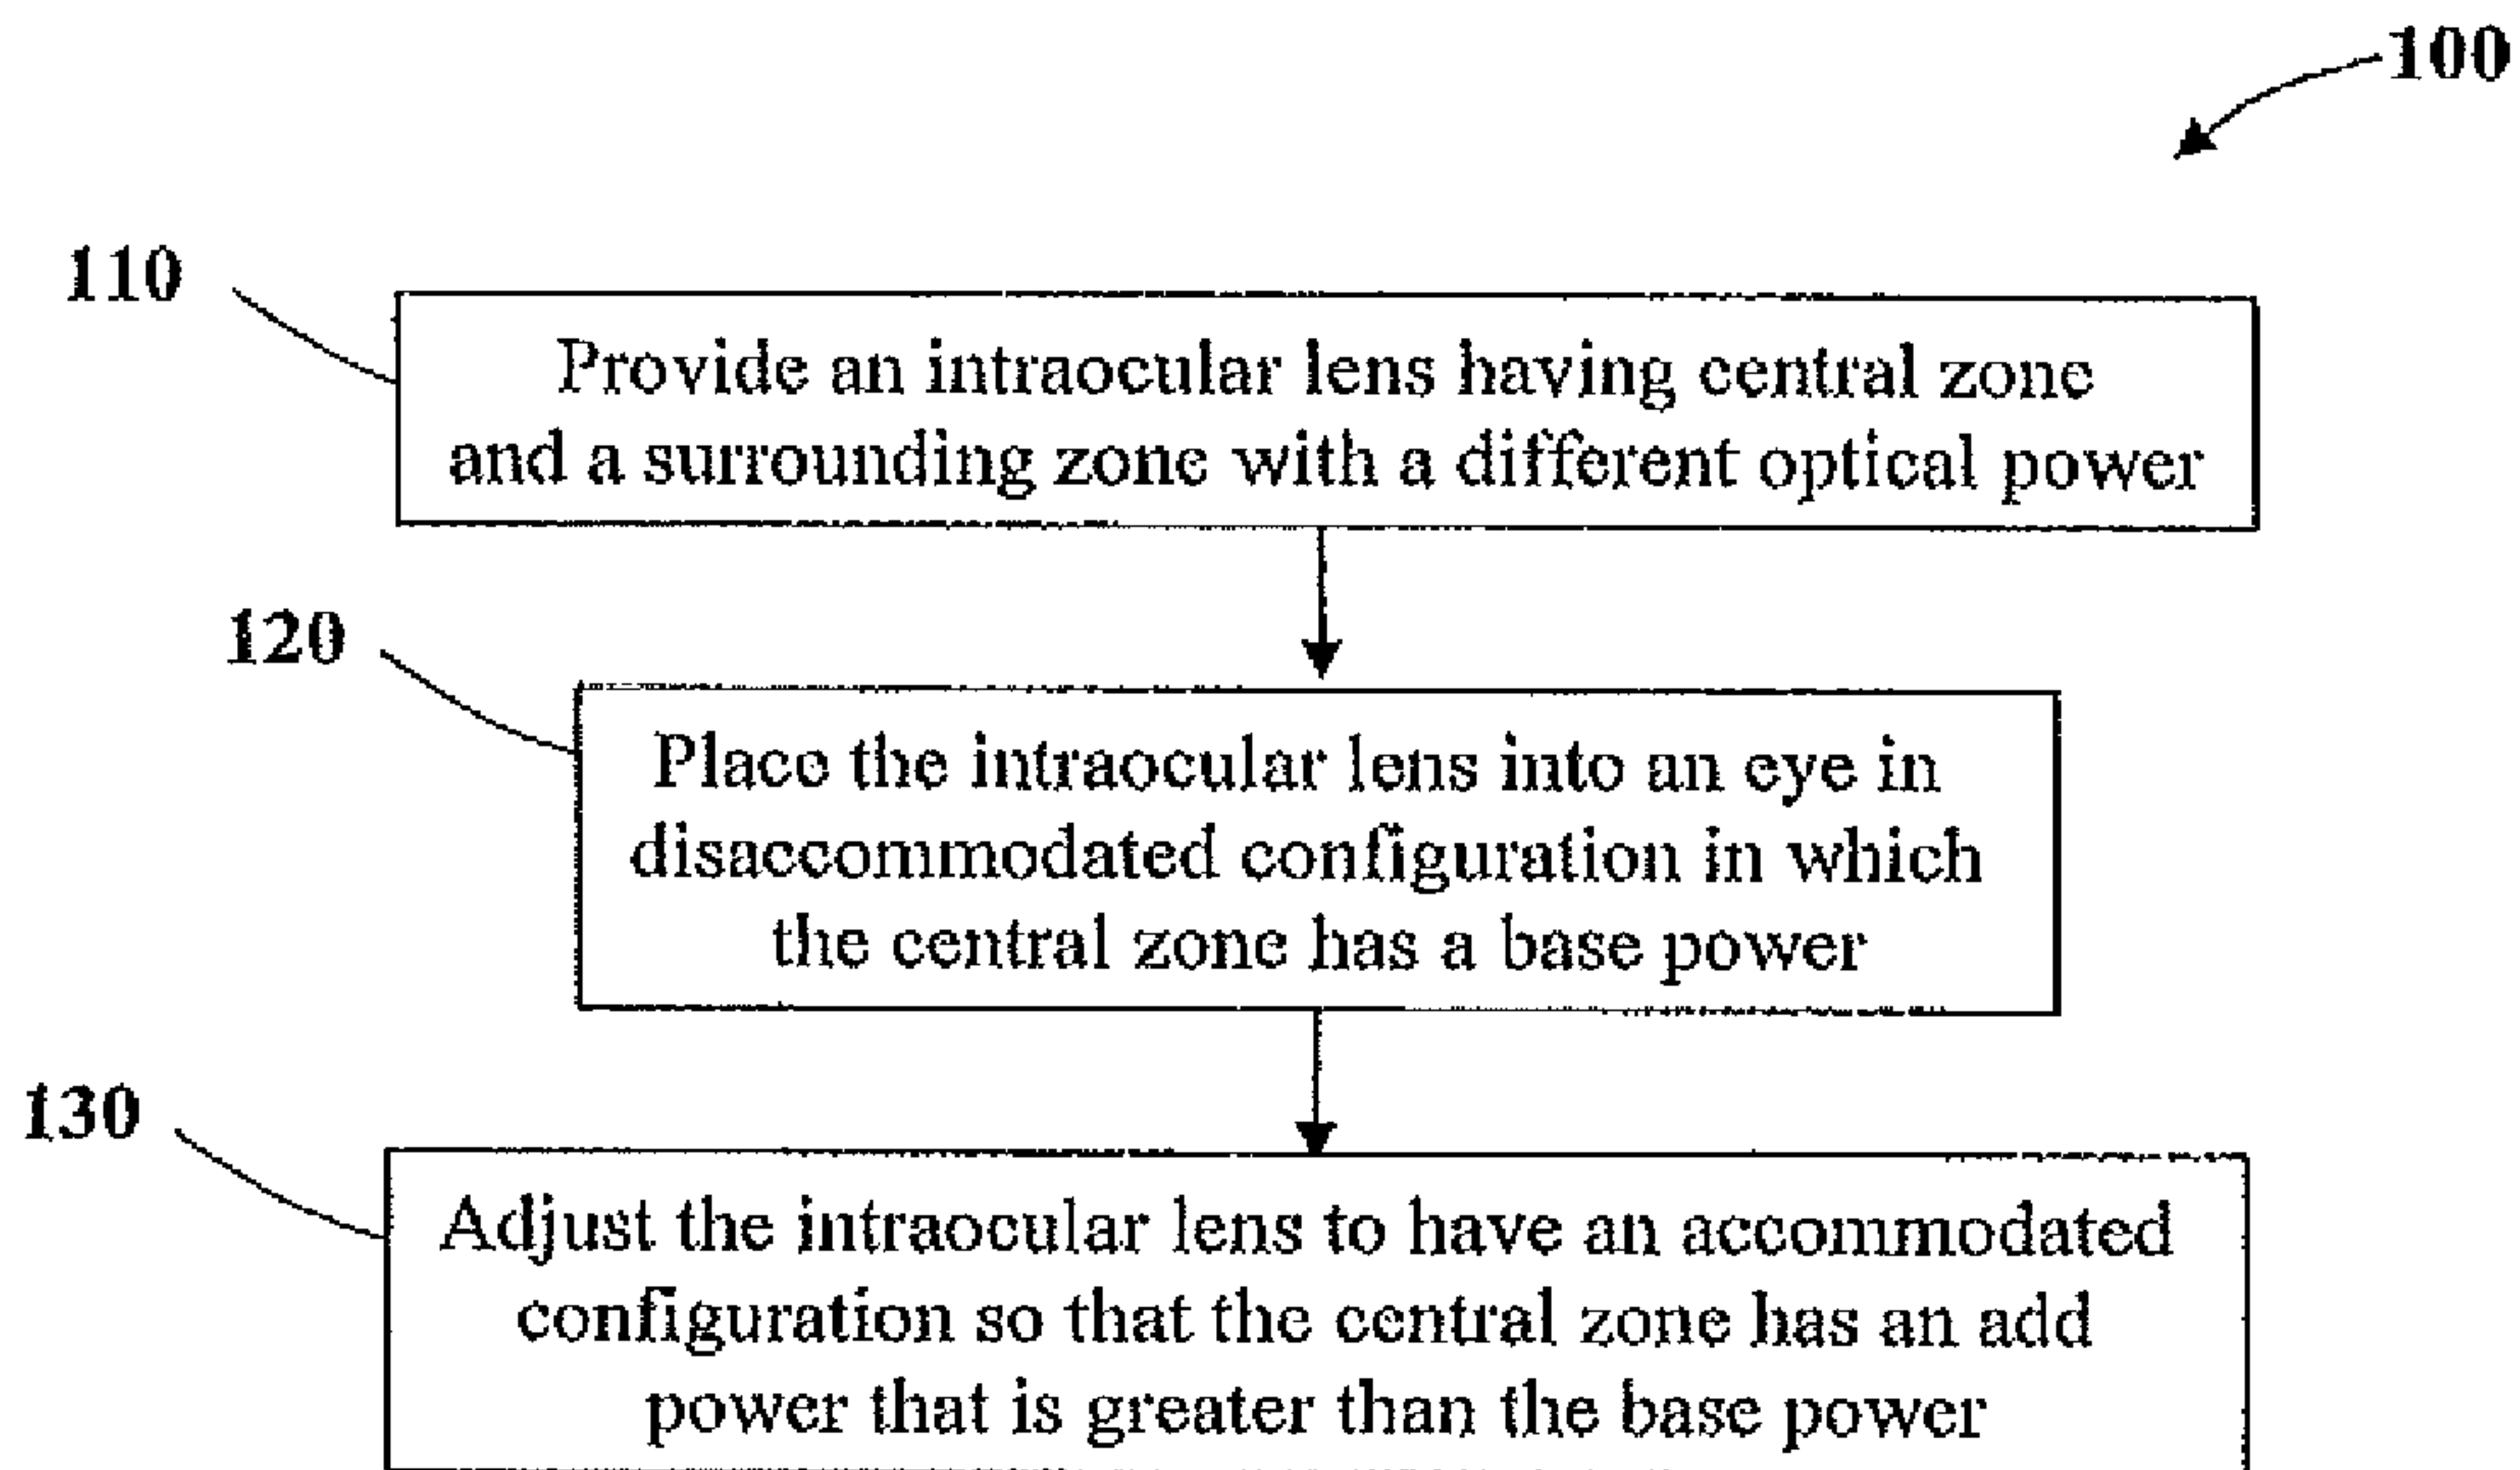 100
110
Provide an intraocular lens having central zone
and a surrounding zone with a different optical power
120
Place the intraocular lens into an eye in
disaccommodated configuration in which
the central zone has a base power
130
Adjust the intraocular lens to have an accommodated
configuration so that the central zone has an add
power that is greater than the base power